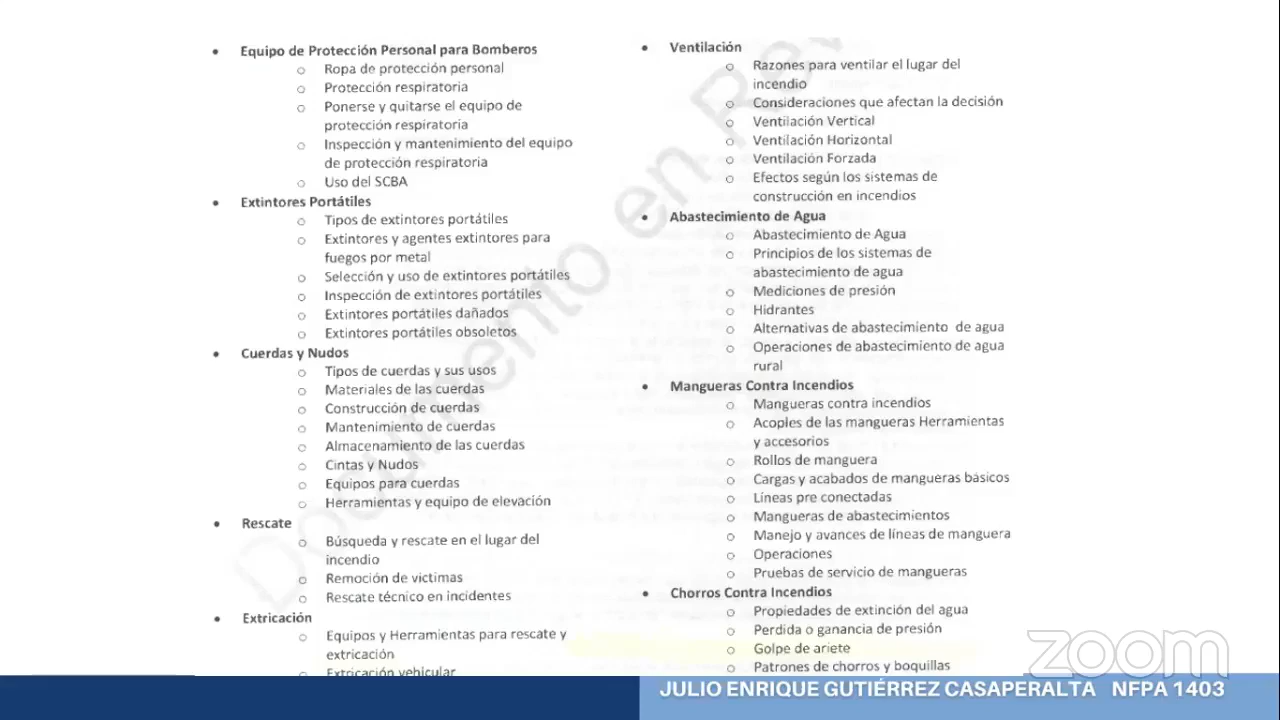 • Equipo de Protección Personal para Bomberos
○ Ropa de protección personal
○ Protección respiratoria
○ Ponerse y quitarse el equipo de
protección respiratoria
○ Inspección y mantenimiento del equipo
de protección respiratoria
○ Uso del SCBA
• Extintores Portátiles
○ Tipos de extintores portátiles
○ Extintores y agentes extintores para
fuegos por metal
○ Selección y uso de extintores portátiles
○ Inspección de extintores portátiles
○ Extintores portátiles dañados
○ Extintores portátiles obsoletos
• Cuerdas y Nudos
○ Tipos de cuerdas y sus usos
○ Materiales de las cuerdas
○ Construcción de cuerdas
○ Mantenimiento de cuerdas
○ Almacenamiento de las cuerdas
○ Cintas y Nudos
○ Equipos para cuerdas
○ Herramientas y equipo de elevación
• Rescate
○ Búsqueda y rescate en el lugar del
incendio
○ Remoción de victimas
○ Rescate técnico en incidentes
• Extricación
○ Equipos y Herramientas para rescate y
extricación
○ Extricación vehicular
• Ventilación
○ Razones para ventilar el lugar del
incendio
○ Consideraciones que afectan la decisión
○ Ventilación Vertical
○ Ventilación Horizontal
○ Ventilación Forzada
○ Efectos según los sistemas de
construcción en incendios
• Abastecimiento de Agua
○ Abastecimiento de Agua
○ Principios de los sistemas de
abastecimiento de agua
○ Mediciones de presión
○ Hidrantes
○ Alternativas de abastecimiento de agua
○ Operaciones de abastecimiento de agua
rural
• Mangueras Contra Incendios
○ Mangueras contra incendios
○ Acoples de las mangueras Herramientas
y accesorios
○ Rollos de manguera
○ Cargas y acabados de mangueras básicos
○ Líneas pre conectadas
○ Mangueras de abastecimientos
○ Manejo y avances de líneas de manguera
○ Operaciones
○ Pruebas de servicio de mangueras
• Chorros Contra Incendios
○ Propiedades de extinción del agua
○ Perdida o ganancia de presión
○ Golpe de ariete
○ Patrones de chorros y boquillas
Documento en Rev
zoom
JULIO ENRIQUE GUTIÉRREZ CASAPERALTA NFPA 1403